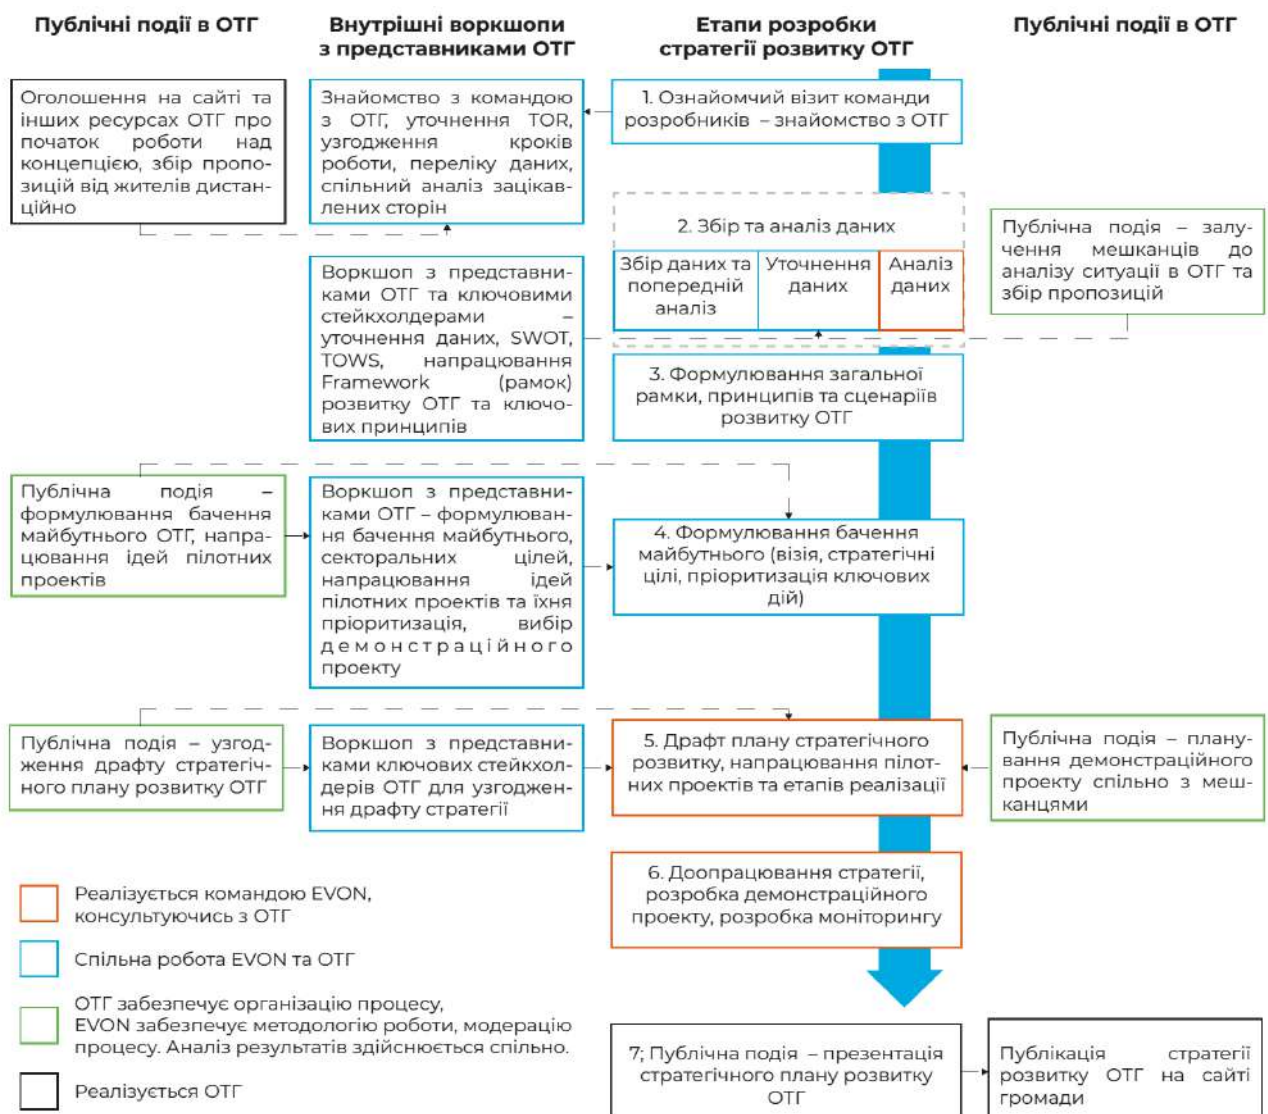 Публічні події в ОТГ
Внутрішні воркшопи
з представниками ОТГ
Етапи розробки
стратегії розвитку ОТГ
Публічні події в ОТГ
Оголошення на сайті та
інших ресурсах ОТГ про
початок роботи над
концепцією, збір пропо-
зицій від жителів дистан-
ційно
Знайомство з командою
з ОТГ, уточнення TOR,
узгодження кроків
роботи, переліку даних,
спільний аналіз зацікав-
лених сторін
1. Ознайомчий візит команди
розробників – знайомство з ОТГ
2. Збір та аналіз даних
Збір даних та
попередній
аналіз
Уточнення
даних
Аналіз
даних
Публічна подія – залу-
чення мешканців до
аналізу ситуації в ОТГ та
збір пропозицій
Воркшоп з представни-
ками ОТГ та ключовими
стейкхолдерами –
уточнення даних, SWOT,
TOWS, напрацювання
Framework (рамок)
розвитку ОТГ та ключо-
вих принципів
3. Формулювання загальної
рамки, принципів та сценаріїв
розвитку ОТГ
Публічна подія –
формулювання бачення
майбутнього ОТГ, напра-
цювання ідей пілотних
проектів
Воркшоп з представни-
ками ОТГ – формулюван-
ня бачення майбутнього,
секторальних цілей,
напрацювання ідей
пілотних проектів та їхня
пріоритизація, вибір
демонстраційного
проекту
4. Формулювання бачення
майбутнього (візія, стратегічні
цілі, пріоритизація ключових
дій)
Публічна подія – узгод-
ження драфту стратегіч-
ного плану розвитку ОТГ
Воркшоп з представни-
ками ключових стейкхол-
дерів ОТГ для узгоджен-
ня драфту стратегії
5. Драфт плану стратегічного
розвитку, напрацювання пілот-
них проектів та етапів реалізації
Публічна подія – плану-
вання демонстраційного
проекту спільно з меш-
канцями
6. Доопрацювання стратегії,
розробка демонстраційного
проекту, розробка моніторингу
Реалізується командою EVON,
консультуючись з ОТГ
Спільна робота EVON та ОТГ
ОТГ забезпечує організацію процесу,
EVON забезпечує методологію роботи, модерацію
процесу. Аналіз результатів здійснюється спільно.
Реалізується ОТГ
7; Публічна подія – презентація
стратегічного плану розвитку
ОТГ
Публікація стратегії
розвитку ОТГ на сайті
громади